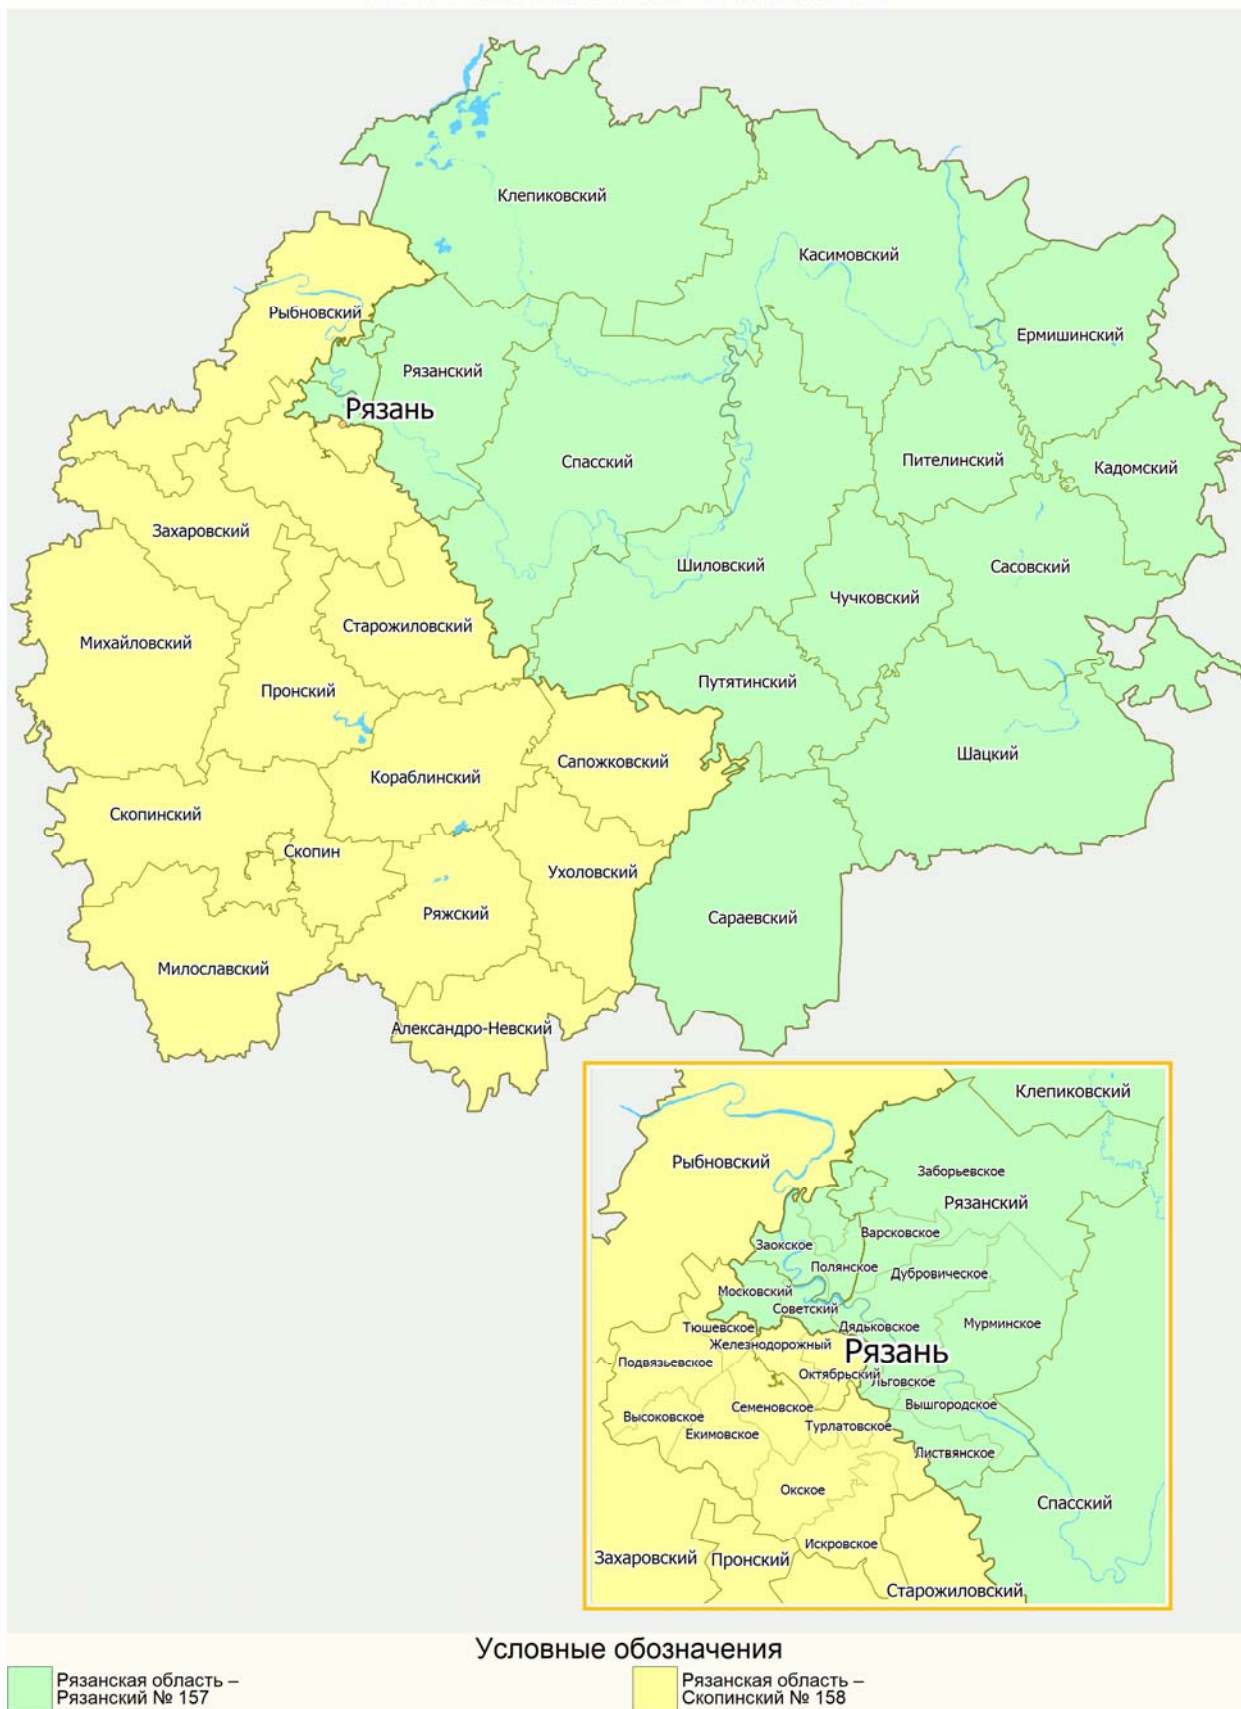 Клепиковский
Касимовский
Рыбновский
Ермишинский
Рязанский
Рязань
Спасский
Пителинский
Кадомский
Захаровский
Шиловский
Сасовский
Чучковский
Старожиловский
Михайловский
Путятинский
Пронский
Шацкий
Сапожковский
Кораблинский
Скопинский
Скопин
Ухоловский
Ряжский
Сараевский
Милославский
Александро-Невский
Клепиковский
Рыбновский
Заборьевское
Рязанский
Варсковское
Заокское
Полянское
Дубровическое
Московский
Советский
Мурминское
Тюшевское
Дядьковское
Железнодорожный
Рязань
Подвязьевское
Октябрьский
Льговское
Семеновское
Вышгородское
Высоковское
Турлатовское
Екимовское
Листвянское
Окское
Спасский
Искровское
Захаровский
Пронский
Старожиловский
Условные обозначения
Рязанская область –
Рязанский № 157
Рязанская область –
Скопинский № 158